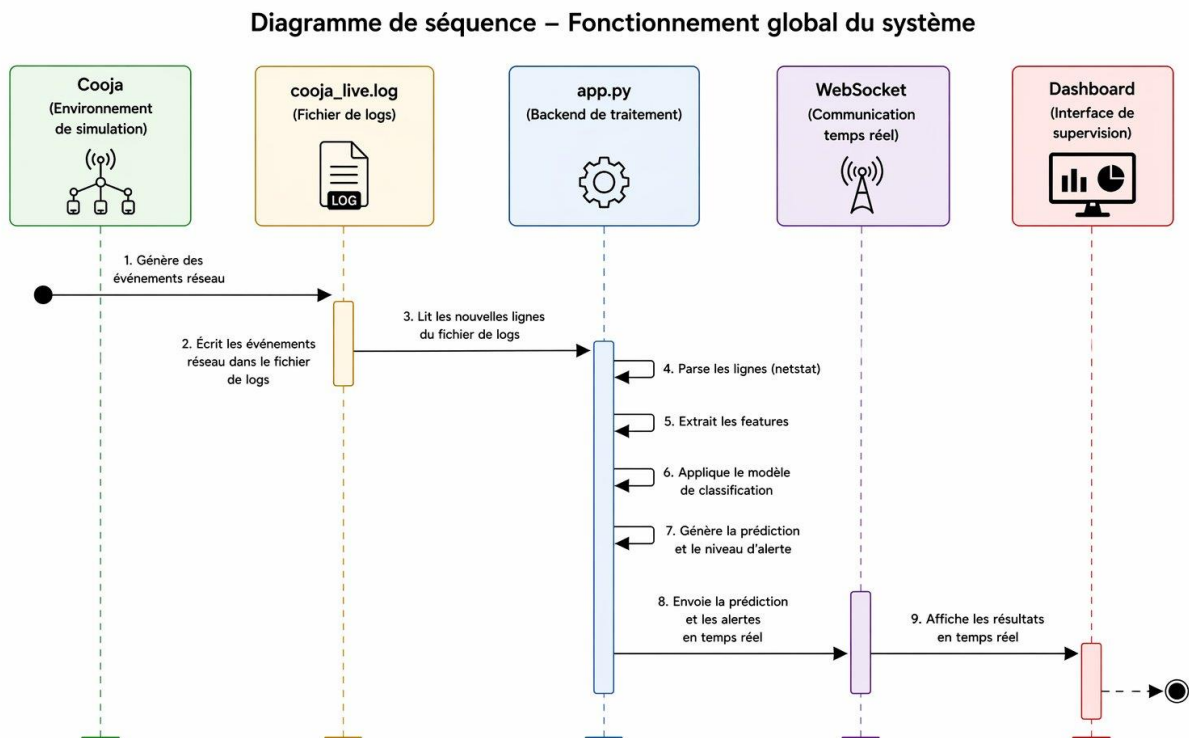 Diagramme de séquence – Fonctionnement global du système
Cooja
(Environnement
de simulation)
cooja_live.log
(Fichier de logs)
LOG
app.py
(Backend de traitement)
WebSocket
(Communication
temps réel)
Dashboard
(Interface de
supervision)
1. Génère des
événements réseau
2. Écrit les événements
réseau dans le fichier
de logs
3. Lit les nouvelles lignes
du fichier de logs
4. Parse les lignes (netstat)
5. Extrait les features
6. Applique le modèle
de classification
7. Génère la prédiction
et le niveau d'alerte
8. Envoie la prédiction
et les alertes
en temps réel
9. Affiche les résultats
en temps réel